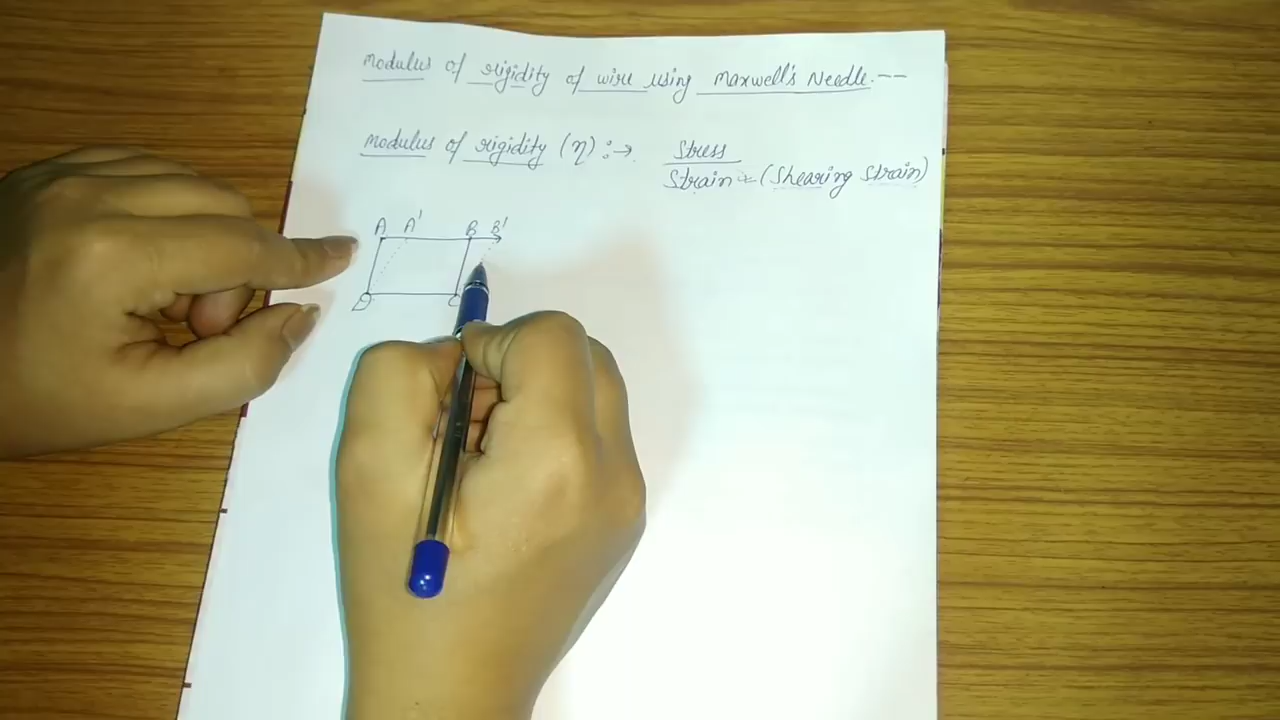 Modulus of rigidity of wire using Maxwell's Needle.--
Modulus of rigidity (η) :→ Stress
Strain = (Shearing Strain)
A A' B B'
D C